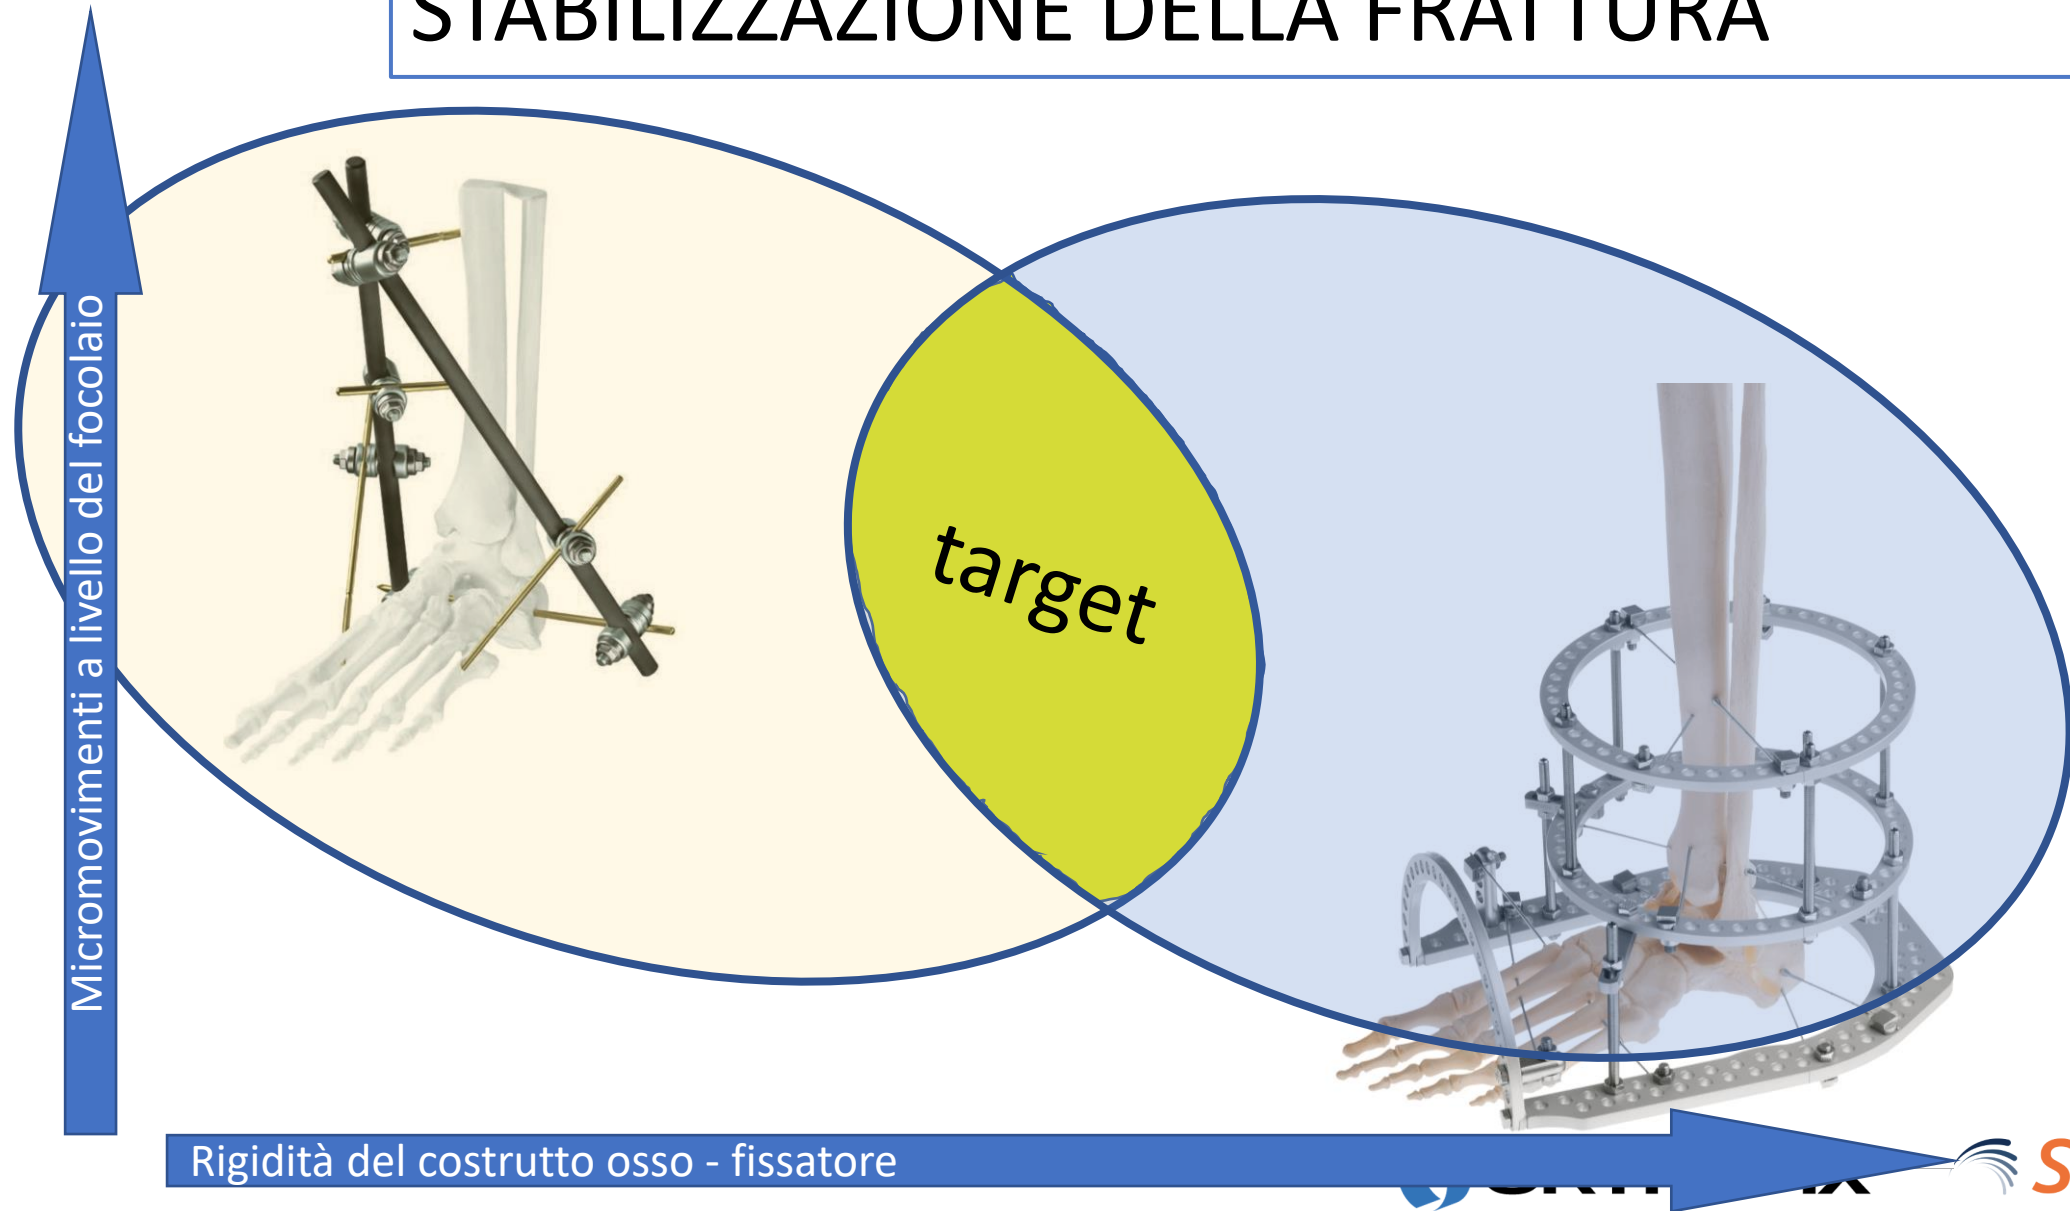 STABILIZZAZIONE DELLA FRATTURA
Micromovimenti a livello del focolaio
target
Rigidità del costrutto osso - fissatore